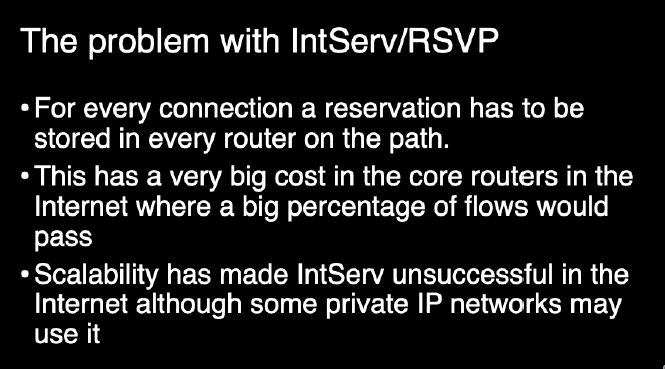 The problem with IntServ/RSVP
• For every connection a reservation has to be
stored in every router on the path.
• This has a very big cost in the core routers in the
Internet where a big percentage of flows would
pass
• Scalability has made IntServ unsuccessful in the
Internet although some private IP networks may
use it